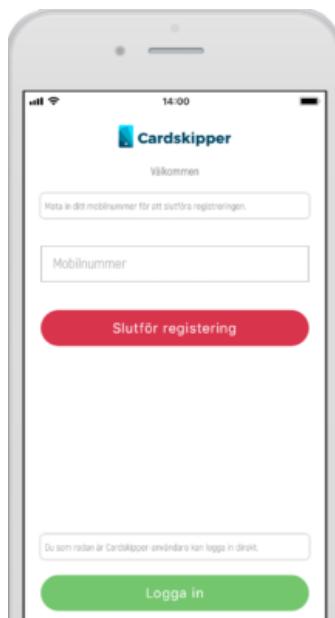 14:00
Cardskipper
Välkommen
Mata in ditt mobilnummer för att slutföra registreringen.
Mobilnummer
Slutför registering
Du som redan är Cardskipper-användare kan logga in direkt.
Logga in